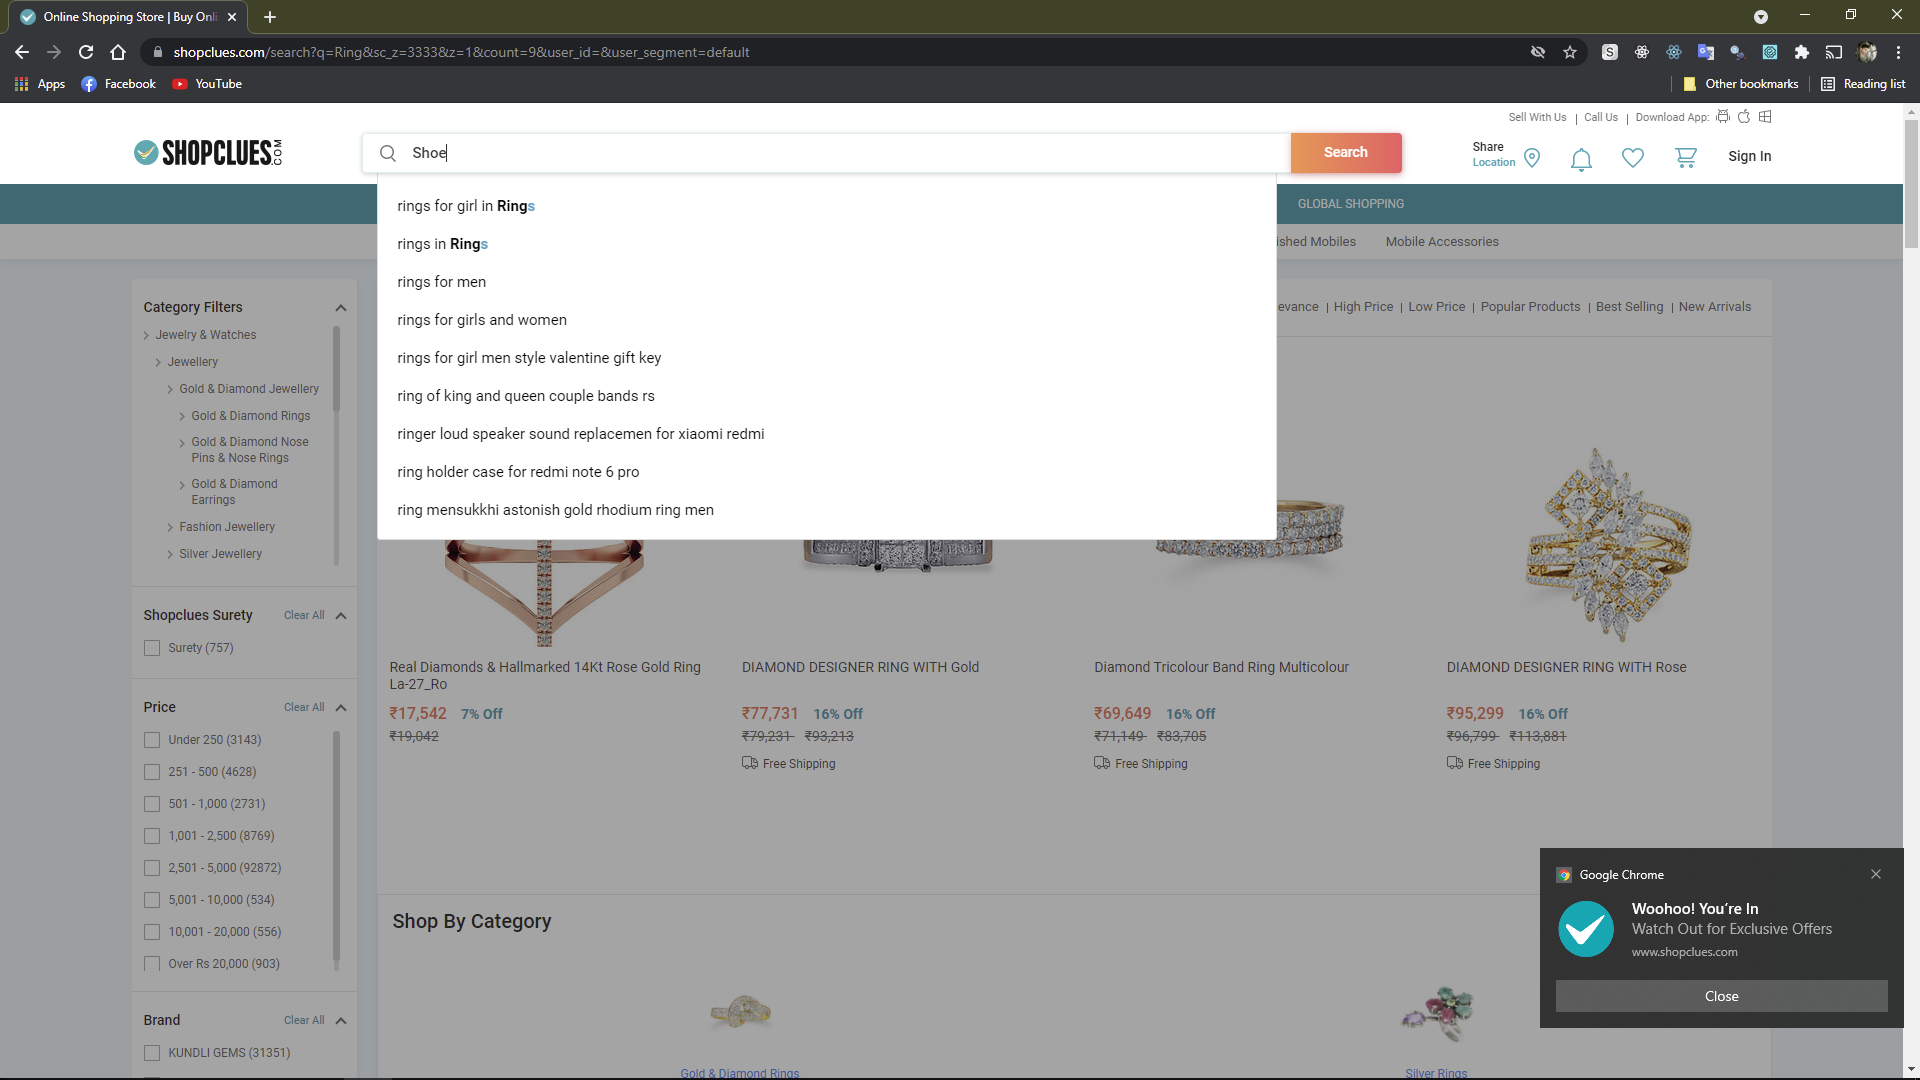 Online Shopping Store | Buy Onli
shopclues.com/search?q=Ring&sc_z=3333&z=1&count=9&user_id=&user_segment=default
Apps
Facebook
YouTube
Other bookmarks
Reading list
Sell With Us | Call Us | Download App:
SHOPCLUES.COM
Shoe
Search
Share
Location
Sign In
GLOBAL SHOPPING
ished Mobiles
Mobile Accessories
rings for girl in Rings
rings in Rings
rings for men
rings for girls and women
rings for girl men style valentine gift key
ring of king and queen couple bands rs
ringer loud speaker sound replacemen for xiaomi redmi
ring holder case for redmi note 6 pro
ring mensukkhi astonish gold rhodium ring men
evance | High Price | Low Price | Popular Products | Best Selling | New Arrivals
Category Filters
Jewelry & Watches
Jewellery
Gold & Diamond Jewellery
Gold & Diamond Rings
Gold & Diamond Nose
Pins & Nose Rings
Gold & Diamond
Earrings
Fashion Jewellery
Silver Jewellery
Shopclues Surety Clear All
Surety (757)
Price Clear All
Under 250 (3143)
251 - 500 (4628)
501 - 1,000 (2731)
1,001 - 2,500 (8769)
2,501 - 5,000 (92872)
5,001 - 10,000 (534)
10,001 - 20,000 (556)
Over Rs 20,000 (903)
Brand Clear All
KUNDLI GEMS (31351)
Real Diamonds & Hallmarked 14Kt Rose Gold Ring
La-27_Ro
₹17,542 7% Off
₹19,042
DIAMOND DESIGNER RING WITH Gold
₹77,731 16% Off
₹79,231 ₹93,213
Free Shipping
Diamond Tricolour Band Ring Multicolour
₹69,649 16% Off
₹71,149 ₹83,705
Free Shipping
DIAMOND DESIGNER RING WITH Rose
₹95,299 16% Off
₹96,799 ₹113,881
Free Shipping
Shop By Category
Gold & Diamond Rings
Silver Rings
Google Chrome
Woohoo! You're In
Watch Out for Exclusive Offers
www.shopclues.com
Close